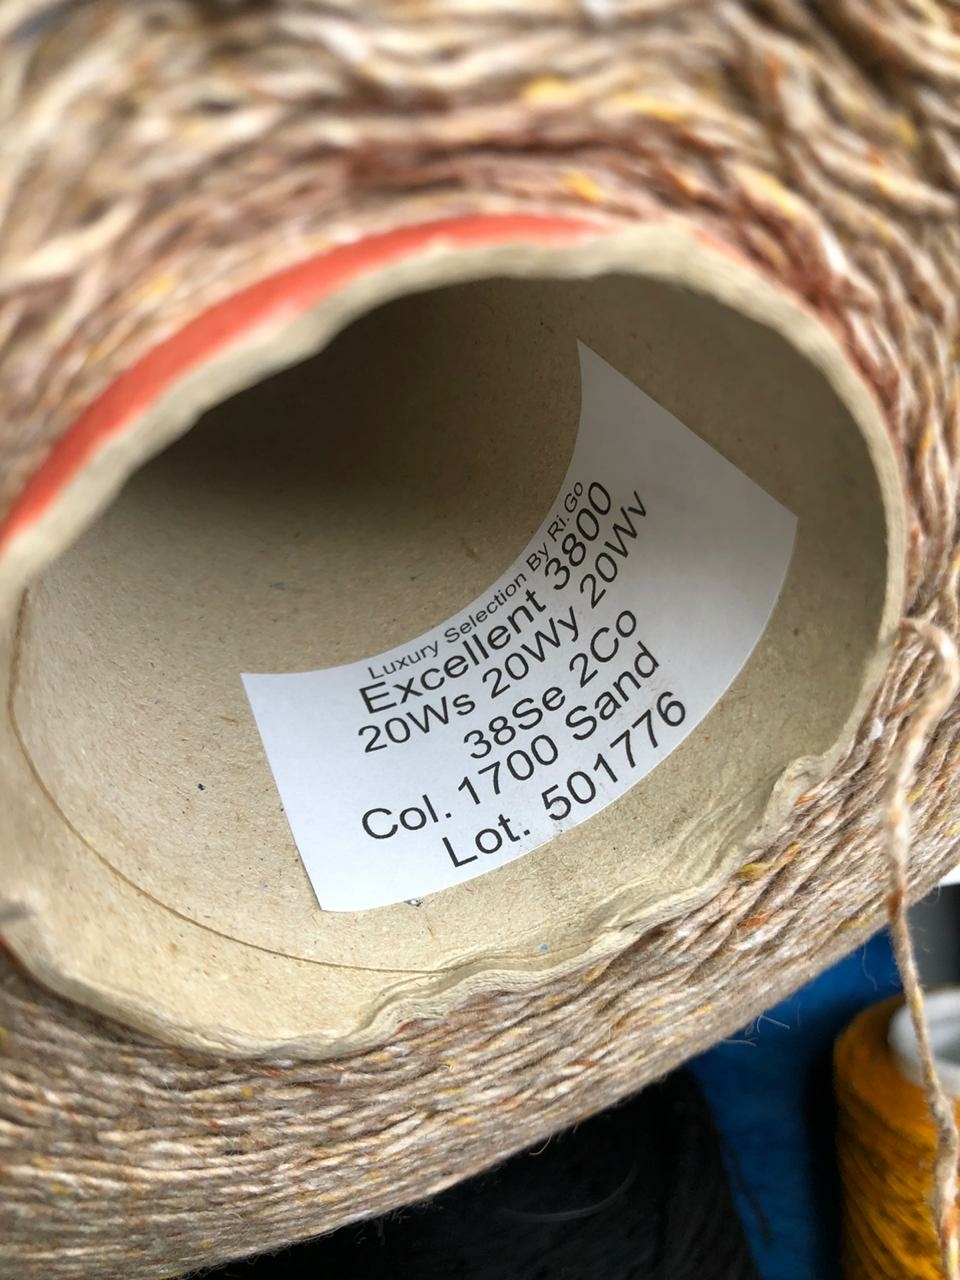 Luxury Selection By Ri.Go
Excellent 3800
20Ws 20Wy 20Wv
38Se 2Co
Col. 1700 Sand
Lot. 501776